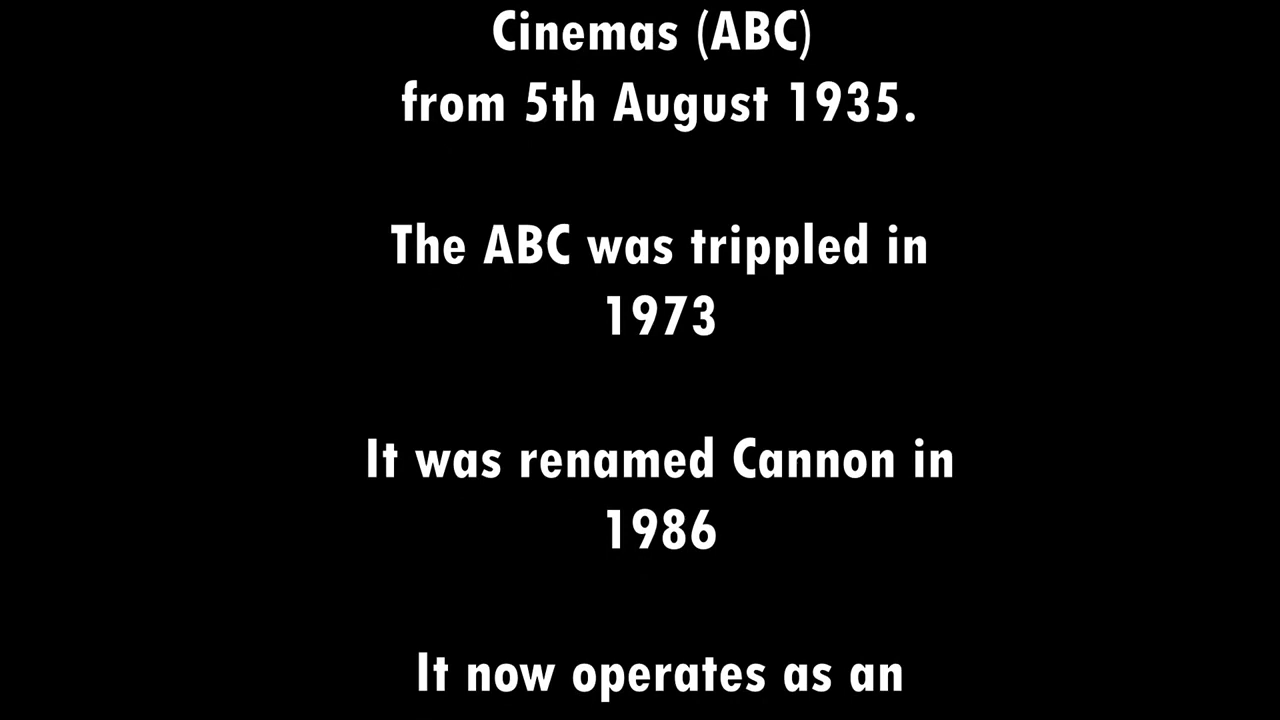 Cinemas (ABC)
from 5th August 1935.
The ABC was trippled in
1973
It was renamed Cannon in
1986
It now operates as an